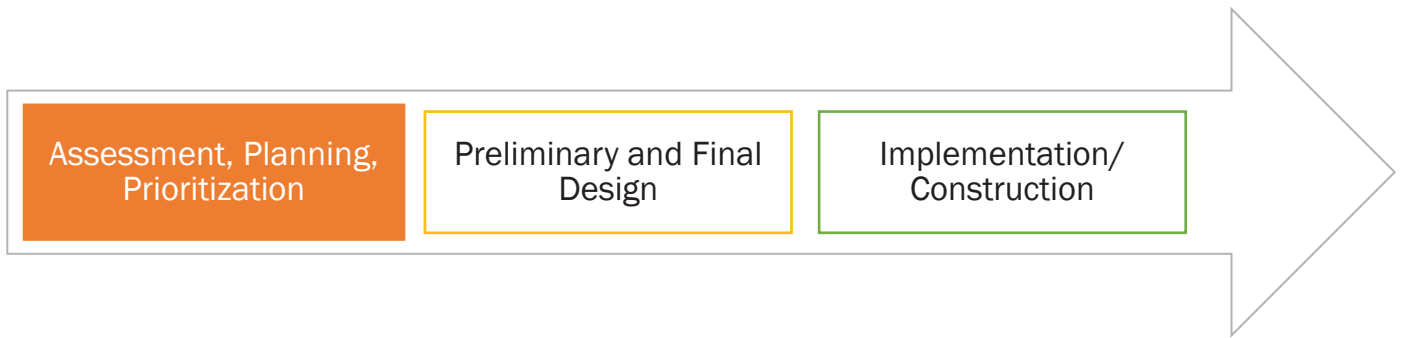 Assessment, Planning,
Prioritization
Preliminary and Final
Design
Implementation/
Construction